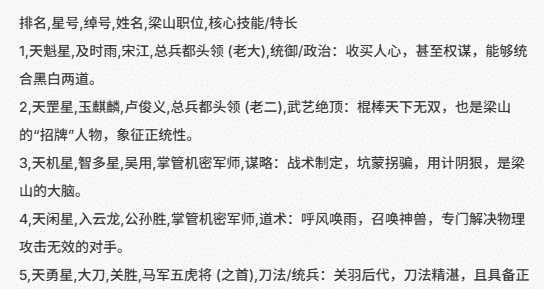 排名,星号,绰号,姓名,梁山职位,核心技能/特长
1,天魁星,及时雨,宋江,总兵都头领 (老大),统御/政治：收买人心，甚至权谋，能够统
合黑白两道。
2,天罡星,玉麒麟,卢俊义,总兵都头领 (老二),武艺绝顶：棍棒天下无双，也是梁山
的“招牌”人物，象征正统性。
3,天机星,智多星,吴用,掌管机密军师,谋略：战术制定，坑蒙拐骗，用计阴狠，是梁
山的大脑。
4,天闲星,入云龙,公孙胜,掌管机密军师,道术：呼风唤雨，召唤神兽，专门解决物理
攻击无效的对手。
5,天勇星,大刀,关胜,马军五虎将 (之首),刀法/统兵：关羽后代，刀法精湛，且具备正